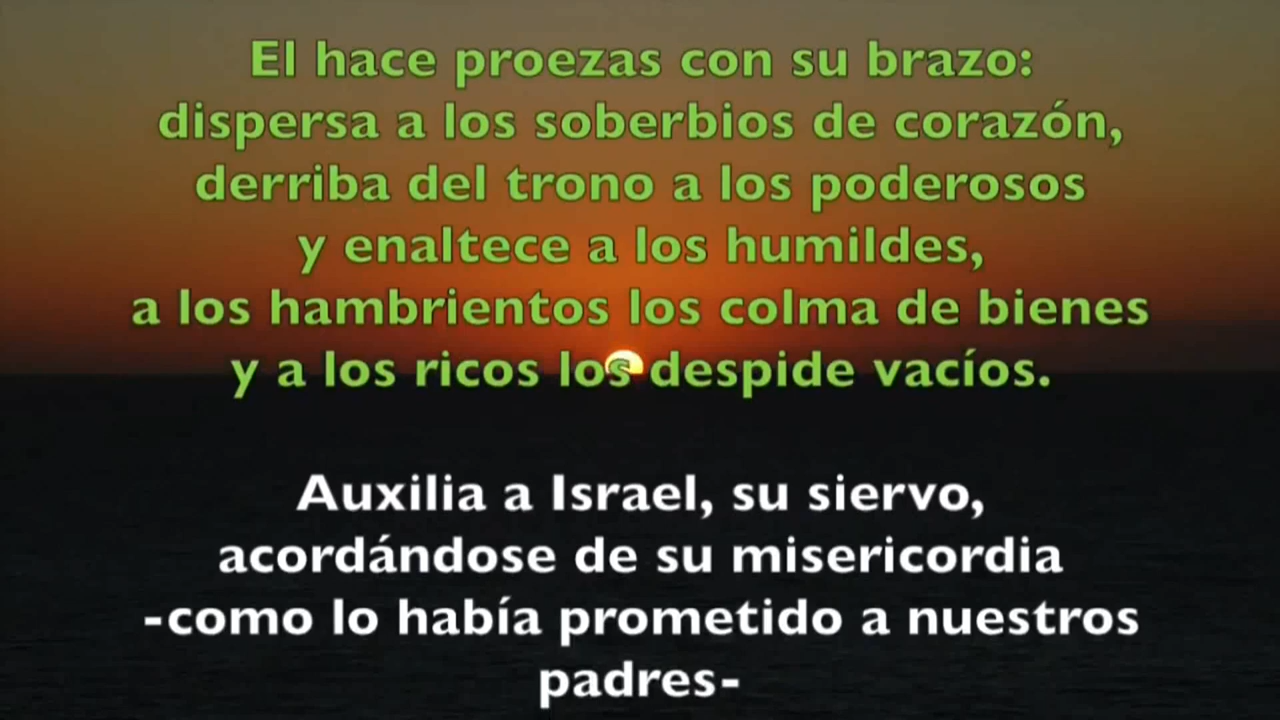 El hace proezas con su brazo:
dispersa a los soberbios de corazón,
derriba del trono a los poderosos
y enaltece a los humildes,
a los hambrientos los colma de bienes
y a los ricos los despide vacíos.
Auxilia a Israel, su siervo,
acordándose de su misericordia
-como lo había prometido a nuestros
padres-